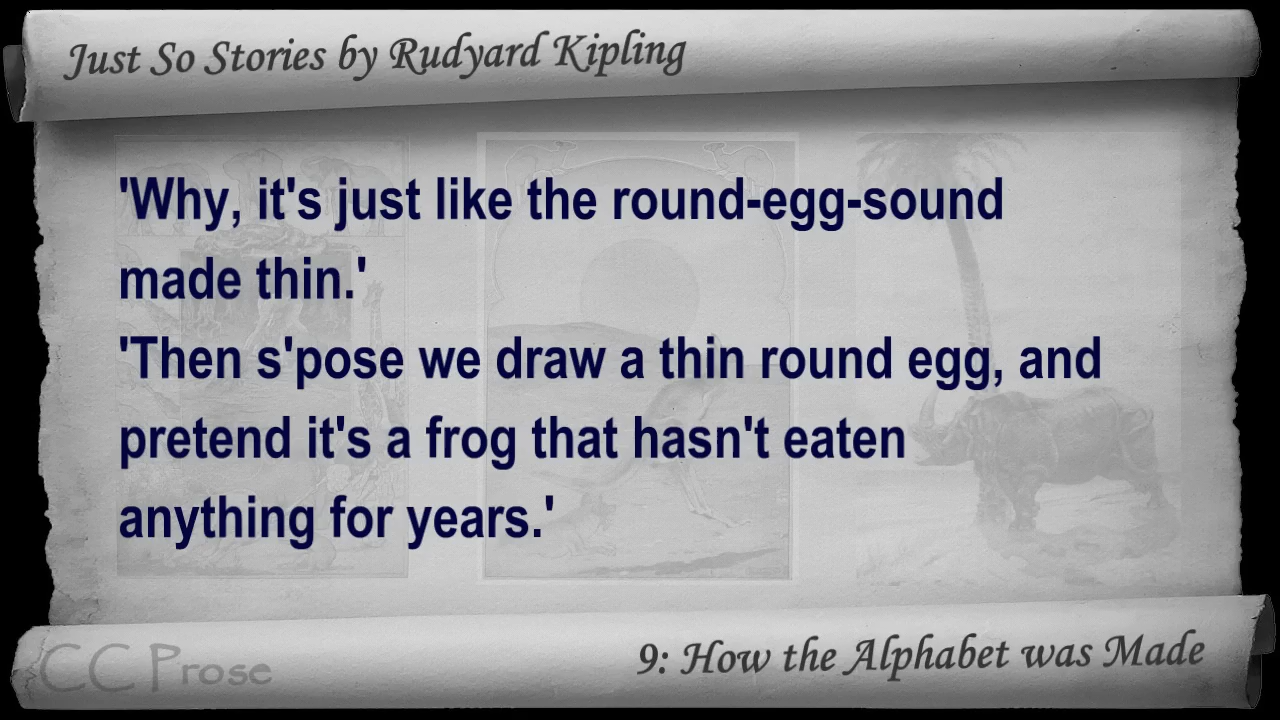 Just So Stories by Rudyard Kipling
'Why, it's just like the round-egg-sound
made thin.'
'Then s'pose we draw a thin round egg, and
pretend it's a frog that hasn't eaten
anything for years.'
CC Prose
9: How the Alphabet was Made